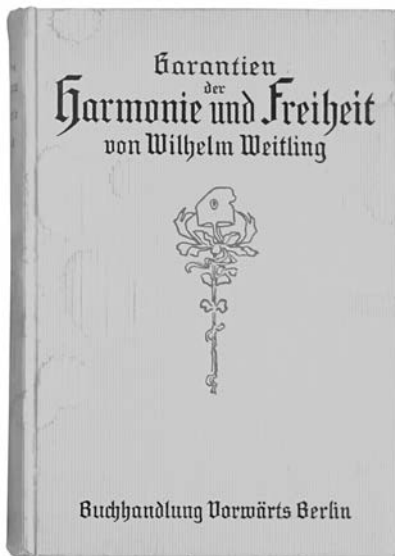 Garantien
der
Harmonie und Freiheit
von Wilhelm Weitling
Buchhandlung Vorwärts Berlin